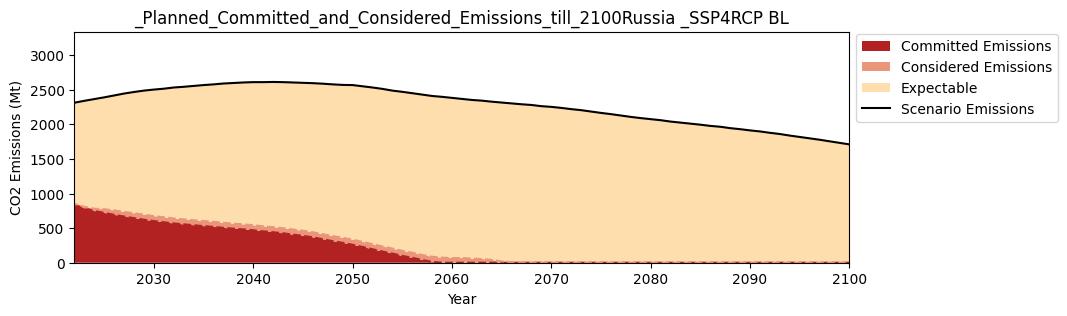 _Planned_Committed_and_Considered_Emissions_till_2100Russia _SSP4RCP BL
CO2 Emissions (Mt)
3000
2500
2000
1500
1000
500
0
2030 2040 2050 2060 2070 2080 2090 2100
Year
Committed Emissions
Considered Emissions
Expectable
Scenario Emissions